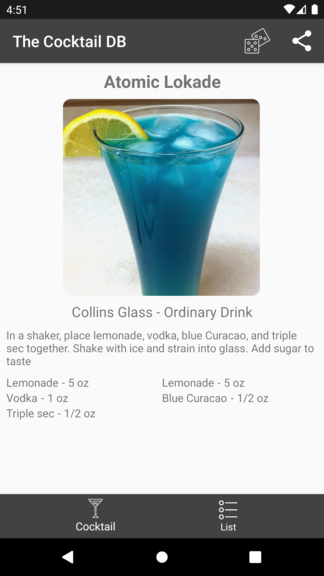 4:51
The Cocktail DB
Atomic Lokade
Collins Glass - Ordinary Drink
In a shaker, place lemonade, vodka, blue Curacao, and triple
sec together. Shake with ice and strain into glass. Add sugar to
taste
Lemonade - 5 oz Lemonade - 5 oz
Vodka - 1 oz Blue Curacao - 1/2 oz
Triple sec - 1/2 oz
Cocktail List